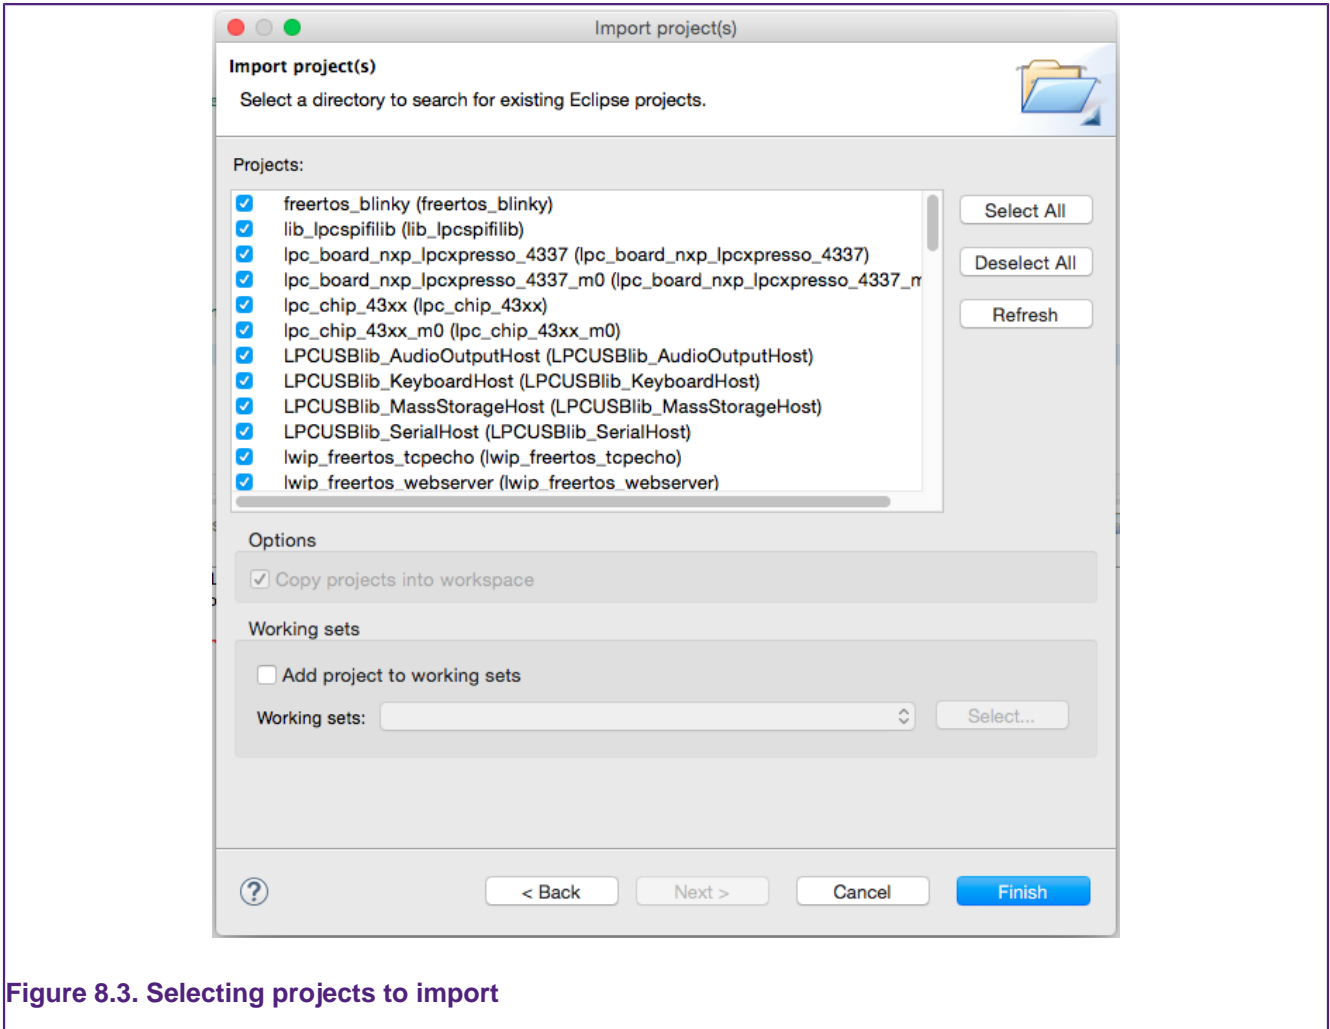 Import project(s)
Import project(s)
Select a directory to search for existing Eclipse projects.
Projects:
freertos_blinky (freertos_blinky)
lib_lpcspifilib (lib_lpcspifilib)
lpc_board_nxp_lpcxpresso_4337 (lpc_board_nxp_lpcxpresso_4337)
lpc_board_nxp_lpcxpresso_4337_m0 (lpc_board_nxp_lpcxpresso_4337_m
lpc_chip_43xx (lpc_chip_43xx)
lpc_chip_43xx_m0 (lpc_chip_43xx_m0)
LPCUSBlib_AudioOutputHost (LPCUSBlib_AudioOutputHost)
LPCUSBlib_KeyboardHost (LPCUSBlib_KeyboardHost)
LPCUSBlib_MassStorageHost (LPCUSBlib_MassStorageHost)
LPCUSBlib_SerialHost (LPCUSBlib_SerialHost)
lwip_freertos_tcpecho (lwip_freertos_tcpecho)
lwip_freertos_webserver (lwip_freertos_webserver)
Select All
Deselect All
Refresh
Options
Copy projects into workspace
Working sets
Add project to working sets
Working sets:
Select...
?
< Back
Next >
Cancel
Finish
Figure 8.3. Selecting projects to import